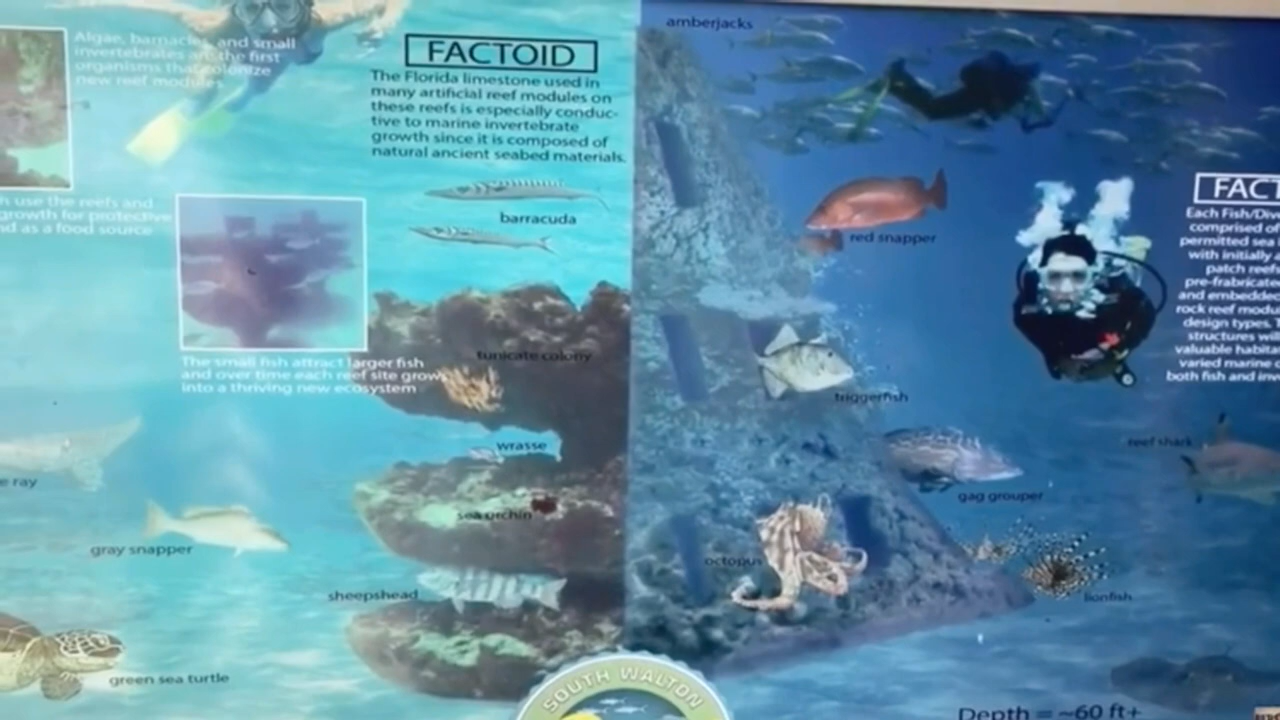 Algae, barnacles, and small
invertebrates are the first
organisms that colonize
new reef modules
use the reefs and
growth for protective
as a food source
The small fish attract larger fish
and over time each reef site grows
into a thriving new ecosystem
ray
gray snapper
green sea turtle
FACTOID
The Florida limestone used in
many artificial reef modules on
these reefs is especially conduc-
tive to marine invertebrate
growth since it is composed of
natural ancient seabed materials.
barracuda
tunicate colony
wrasse
sea urchin
sheepshead
SOUTH WALTON
amberjacks
red snapper
triggerfish
gag grouper
octopus
lionfish
reef shark
FACT
Each Fish/Div
comprised of
permitted sea
with initially a
patch reefs
pre-frabricate
and embedded
rock reef modu
design types.
structures will
valuable habita
varied marine
both fish and inv
Depth = ~60 ft+